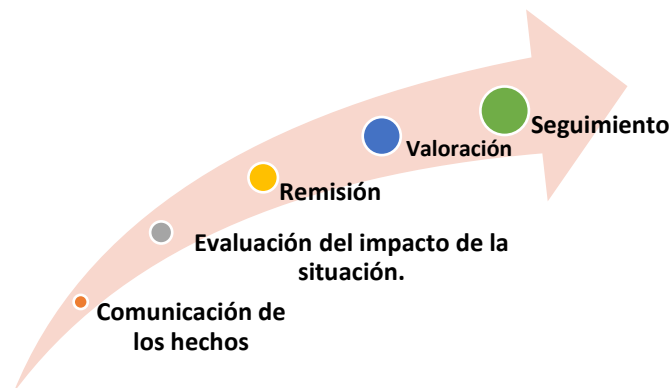 Seguimiento
Valoración
Remisión
Evaluación del impacto de la
situación.
Comunicación de
los hechos